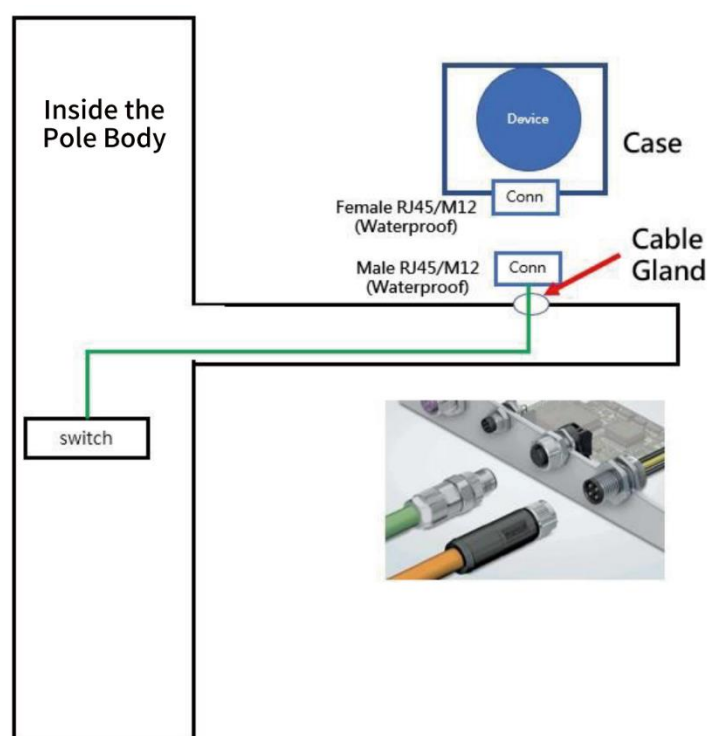 Inside the
Pole Body
Device
Case
Conn
Female RJ45/M12
(Waterproof)
Cable
Gland
Male RJ45/M12
(Waterproof)
Conn
switch